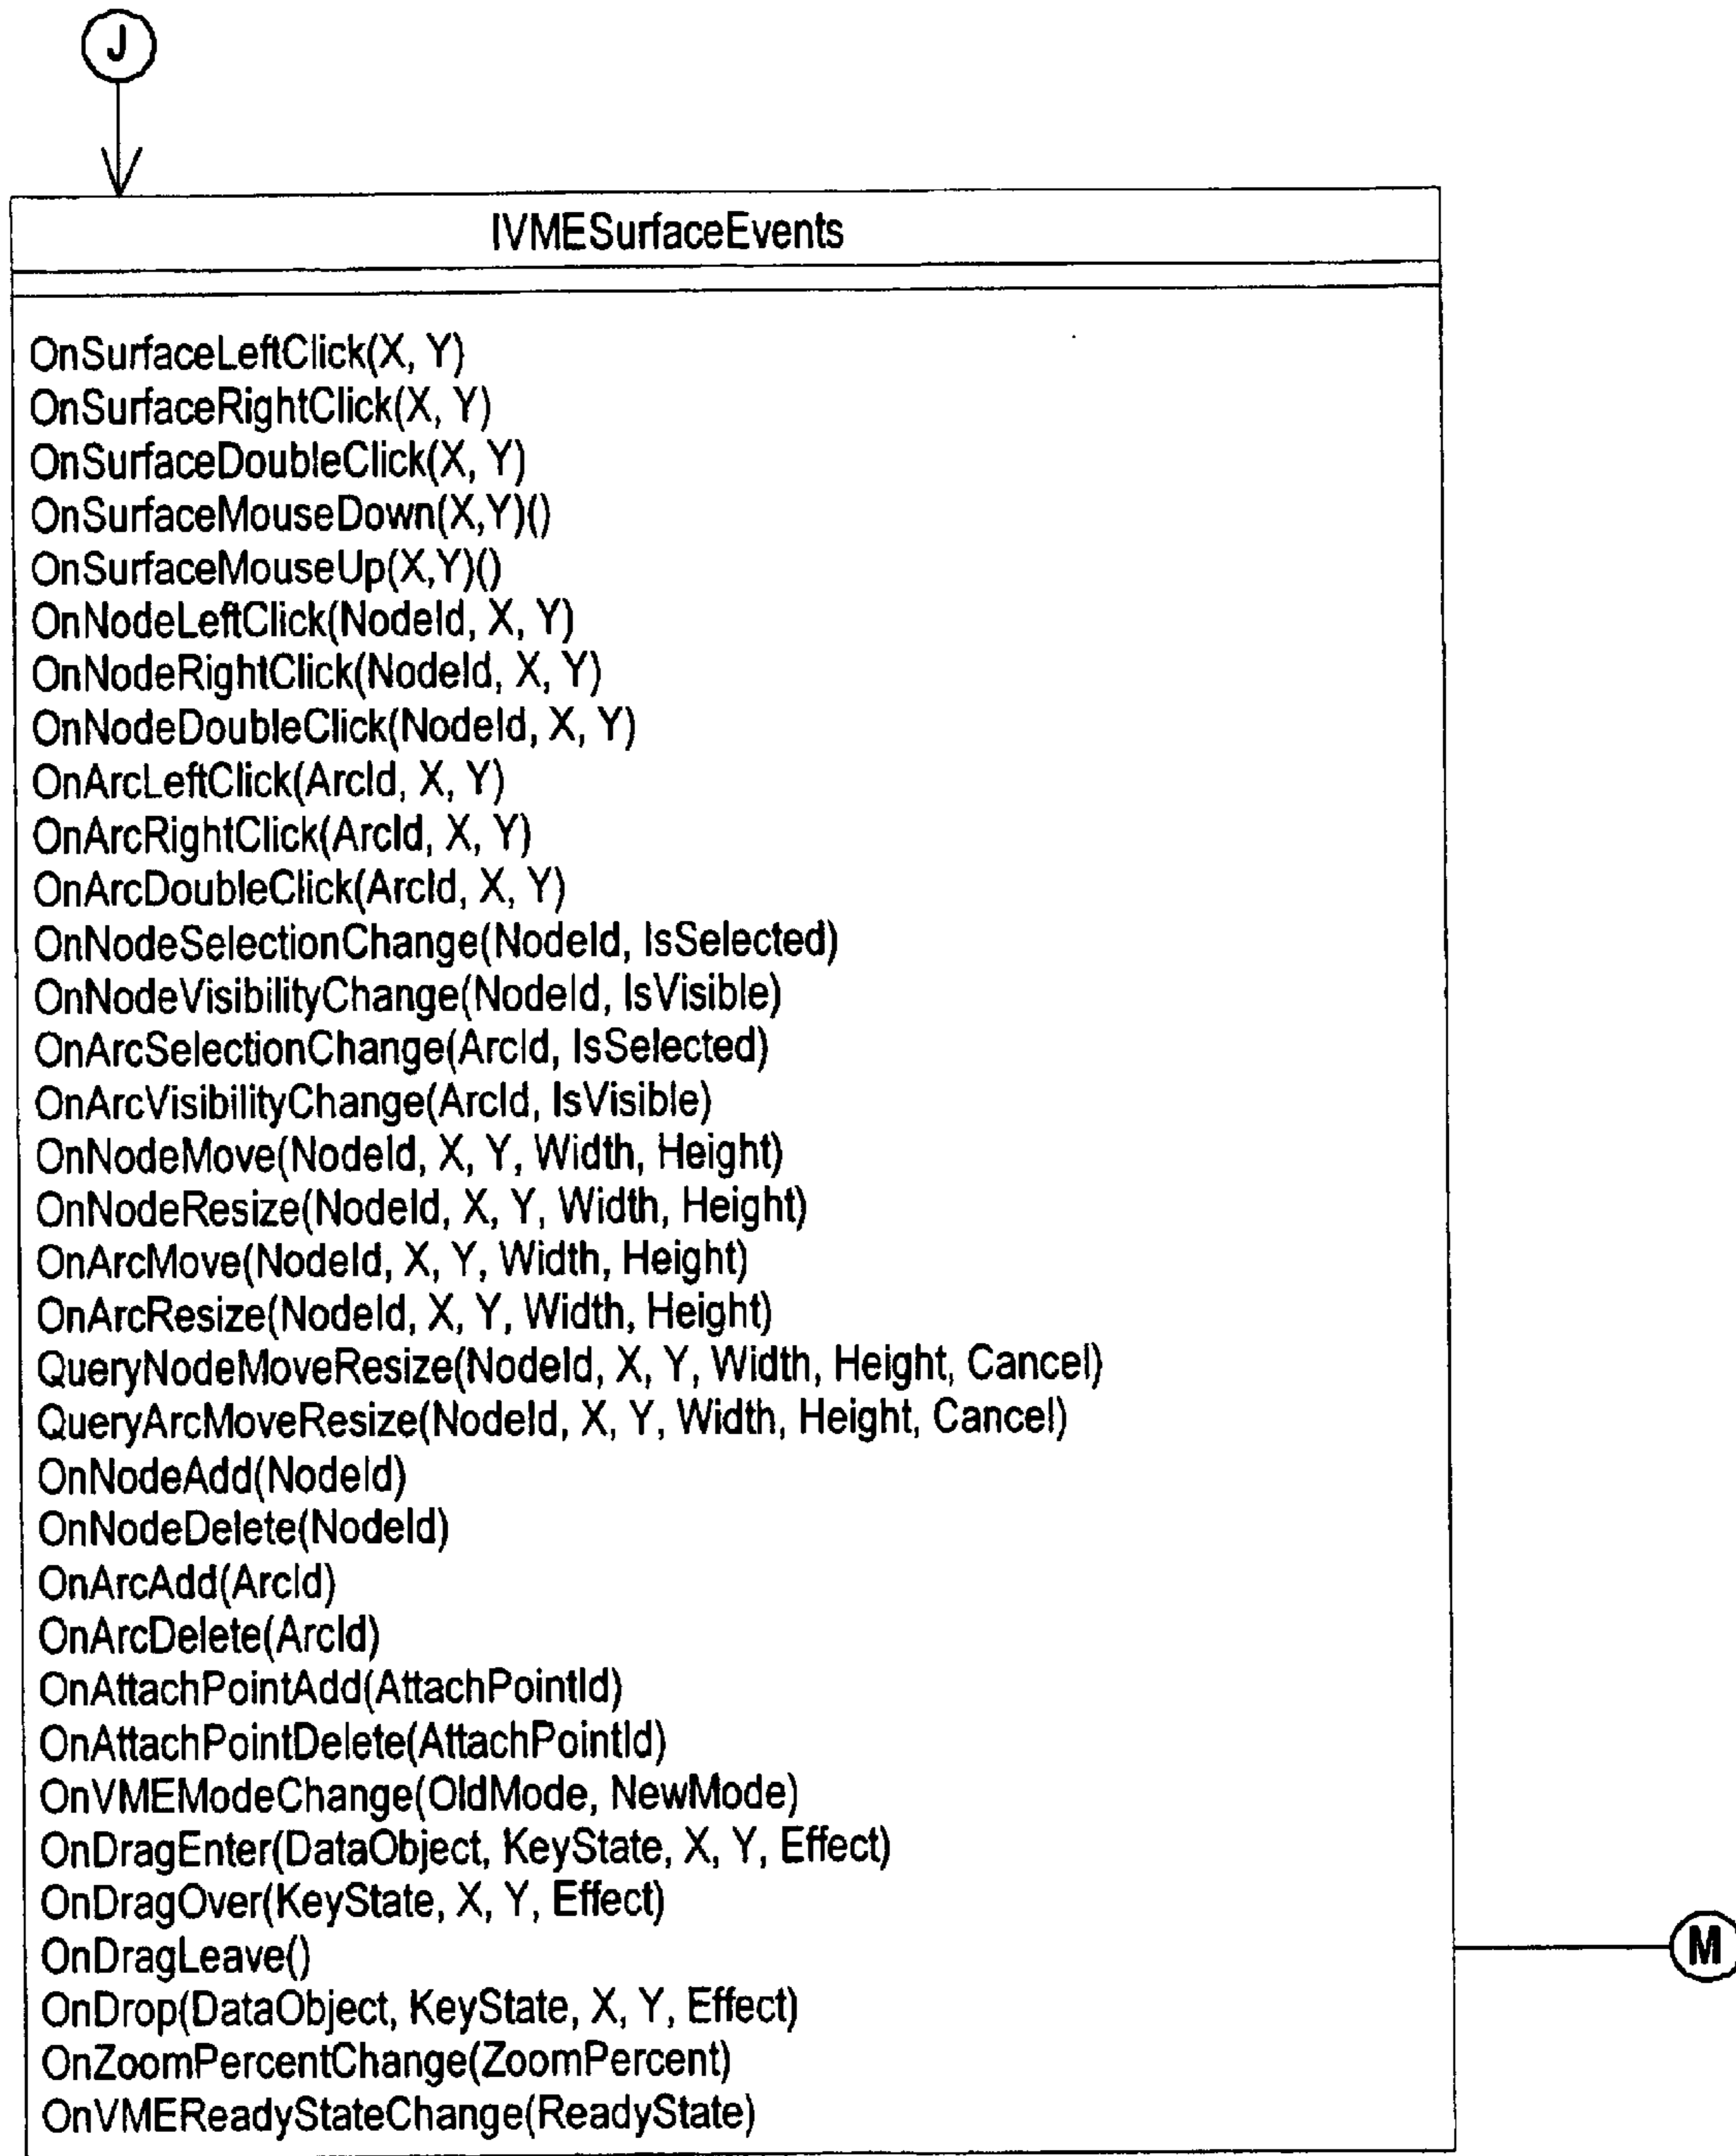 J
IVMESurfaceEvents
OnSurfaceLeftClick(X, Y)
OnSurfaceRightClick(X, Y)
OnSurfaceDoubleClick(X, Y)
OnSurfaceMouseDown(X,Y)()
OnSurfaceMouseUp(X,Y)()
OnNodeLeftClick(NodeId, X, Y)
OnNodeRightClick(NodeId, X, Y)
OnNodeDoubleClick(NodeId, X, Y)
OnArcLeftClick(ArcId, X, Y)
OnArcRightClick(ArcId, X, Y)
OnArcDoubleClick(ArcId, X, Y)
OnNodeSelectionChange(NodeId, IsSelected)
OnNodeVisibilityChange(NodeId, IsVisible)
OnArcSelectionChange(ArcId, IsSelected)
OnArcVisibilityChange(ArcId, IsVisible)
OnNodeMove(NodeId, X, Y, Width, Height)
OnNodeResize(NodeId, X, Y, Width, Height)
OnArcMove(NodeId, X, Y, Width, Height)
OnArcResize(NodeId, X, Y, Width, Height)
QueryNodeMoveResize(NodeId, X, Y, Width, Height, Cancel)
QueryArcMoveResize(NodeId, X, Y, Width, Height, Cancel)
OnNodeAdd(NodeId)
OnNodeDelete(NodeId)
OnArcAdd(ArcId)
OnArcDelete(ArcId)
OnAttachPointAdd(AttachPointId)
OnAttachPointDelete(AttachPointId)
OnVMEModeChange(OldMode, NewMode)
OnDragEnter(DataObject, KeyState, X, Y, Effect)
OnDragOver(KeyState, X, Y, Effect)
OnDragLeave()
M
OnDrop(DataObject, KeyState, X, Y, Effect)
OnZoomPercentChange(ZoomPercent)
OnVMEReadyStateChange(ReadyState)